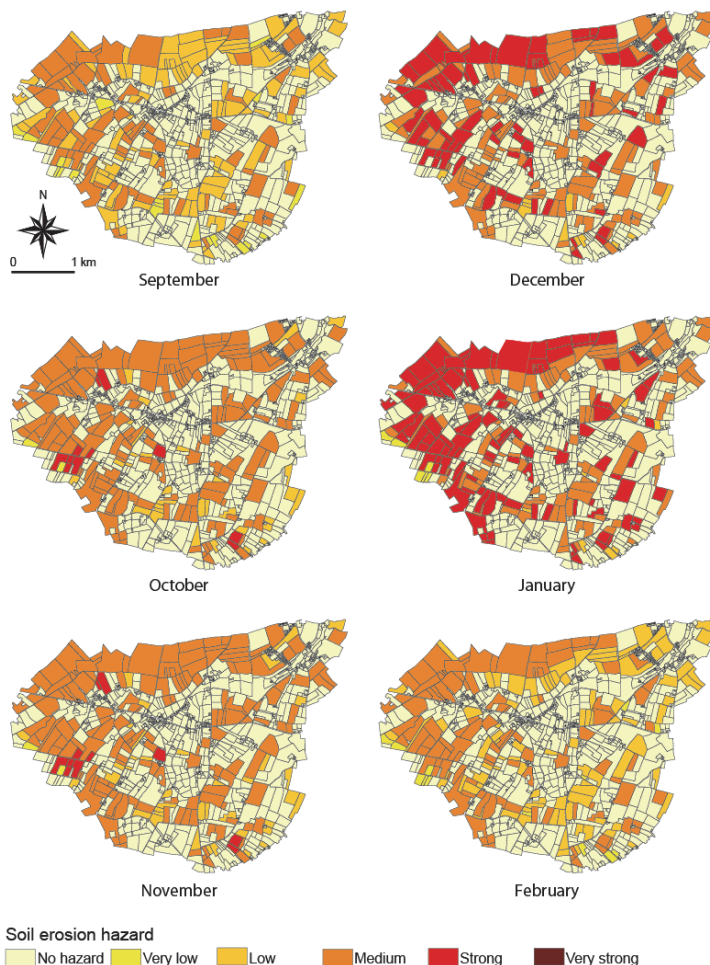 N
0 1 km
September
December
October
January
November
February
Soil erosion hazard
No hazard Very low Low Medium Strong Very strong